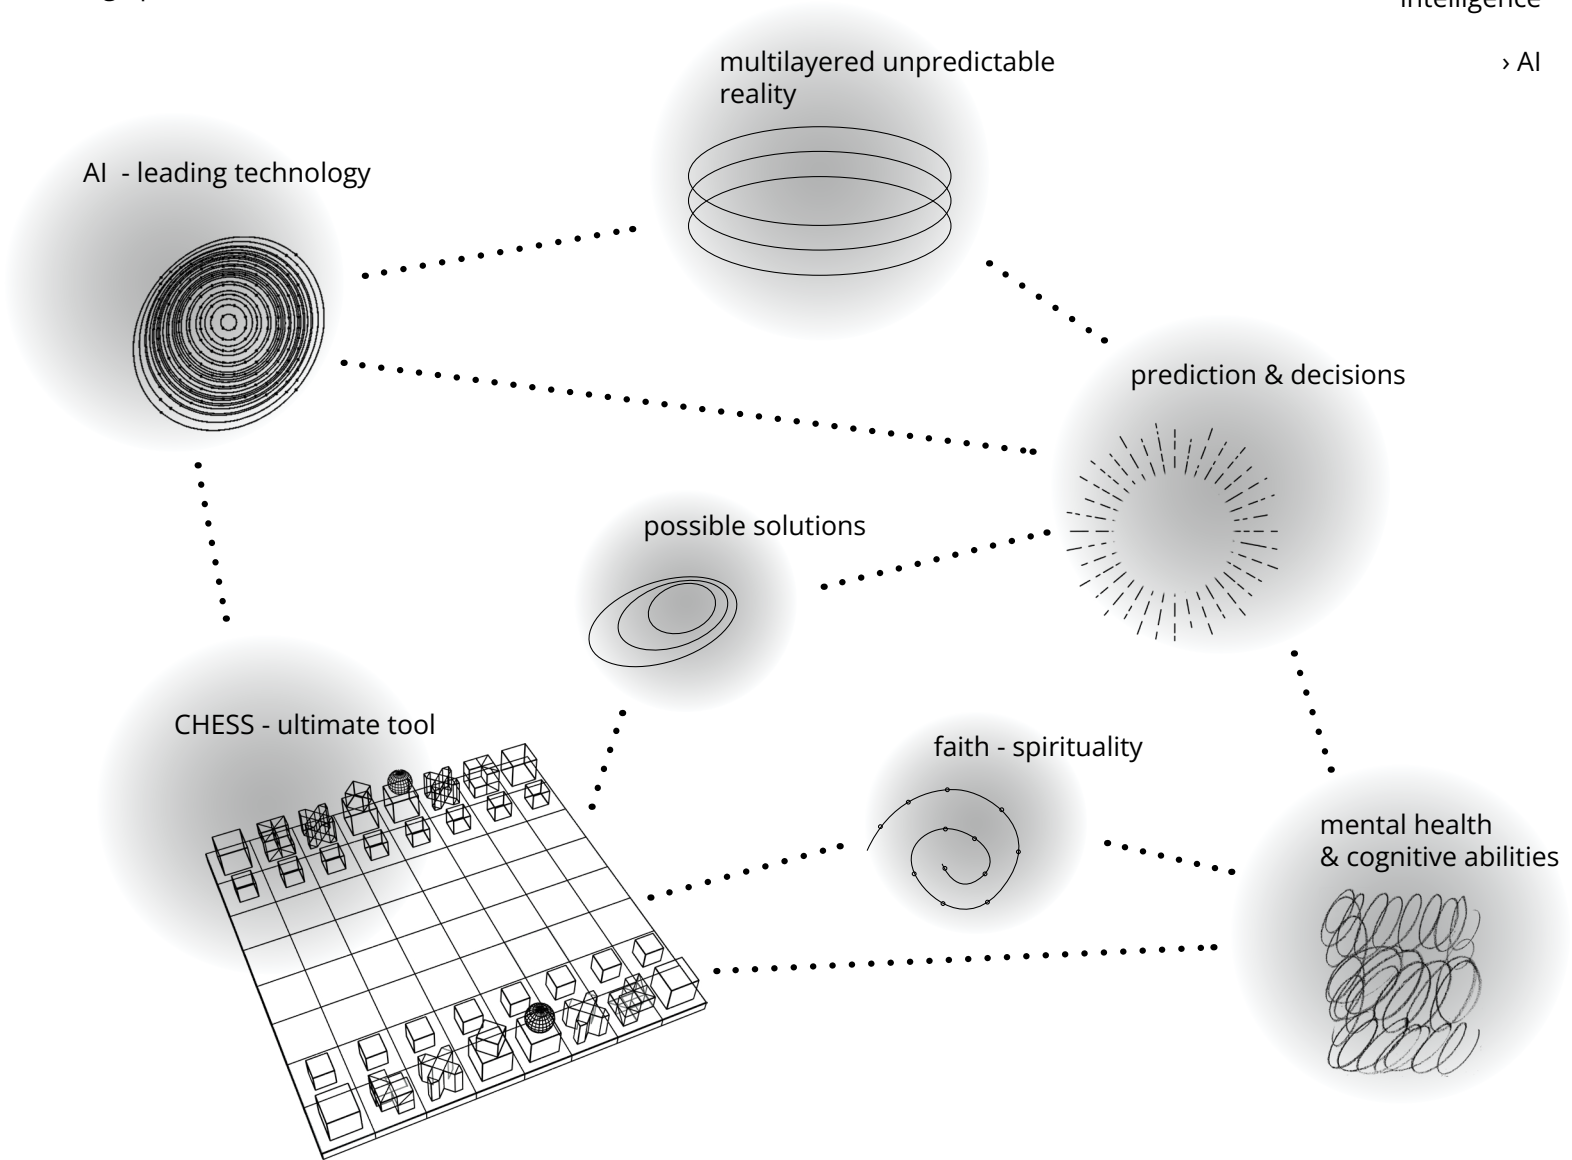 intelligence
› AI
multilayered unpredictable
reality
AI - leading technology
prediction & decisions
possible solutions
CHESS - ultimate tool
faith - spirituality
mental health
& cognitive abilities